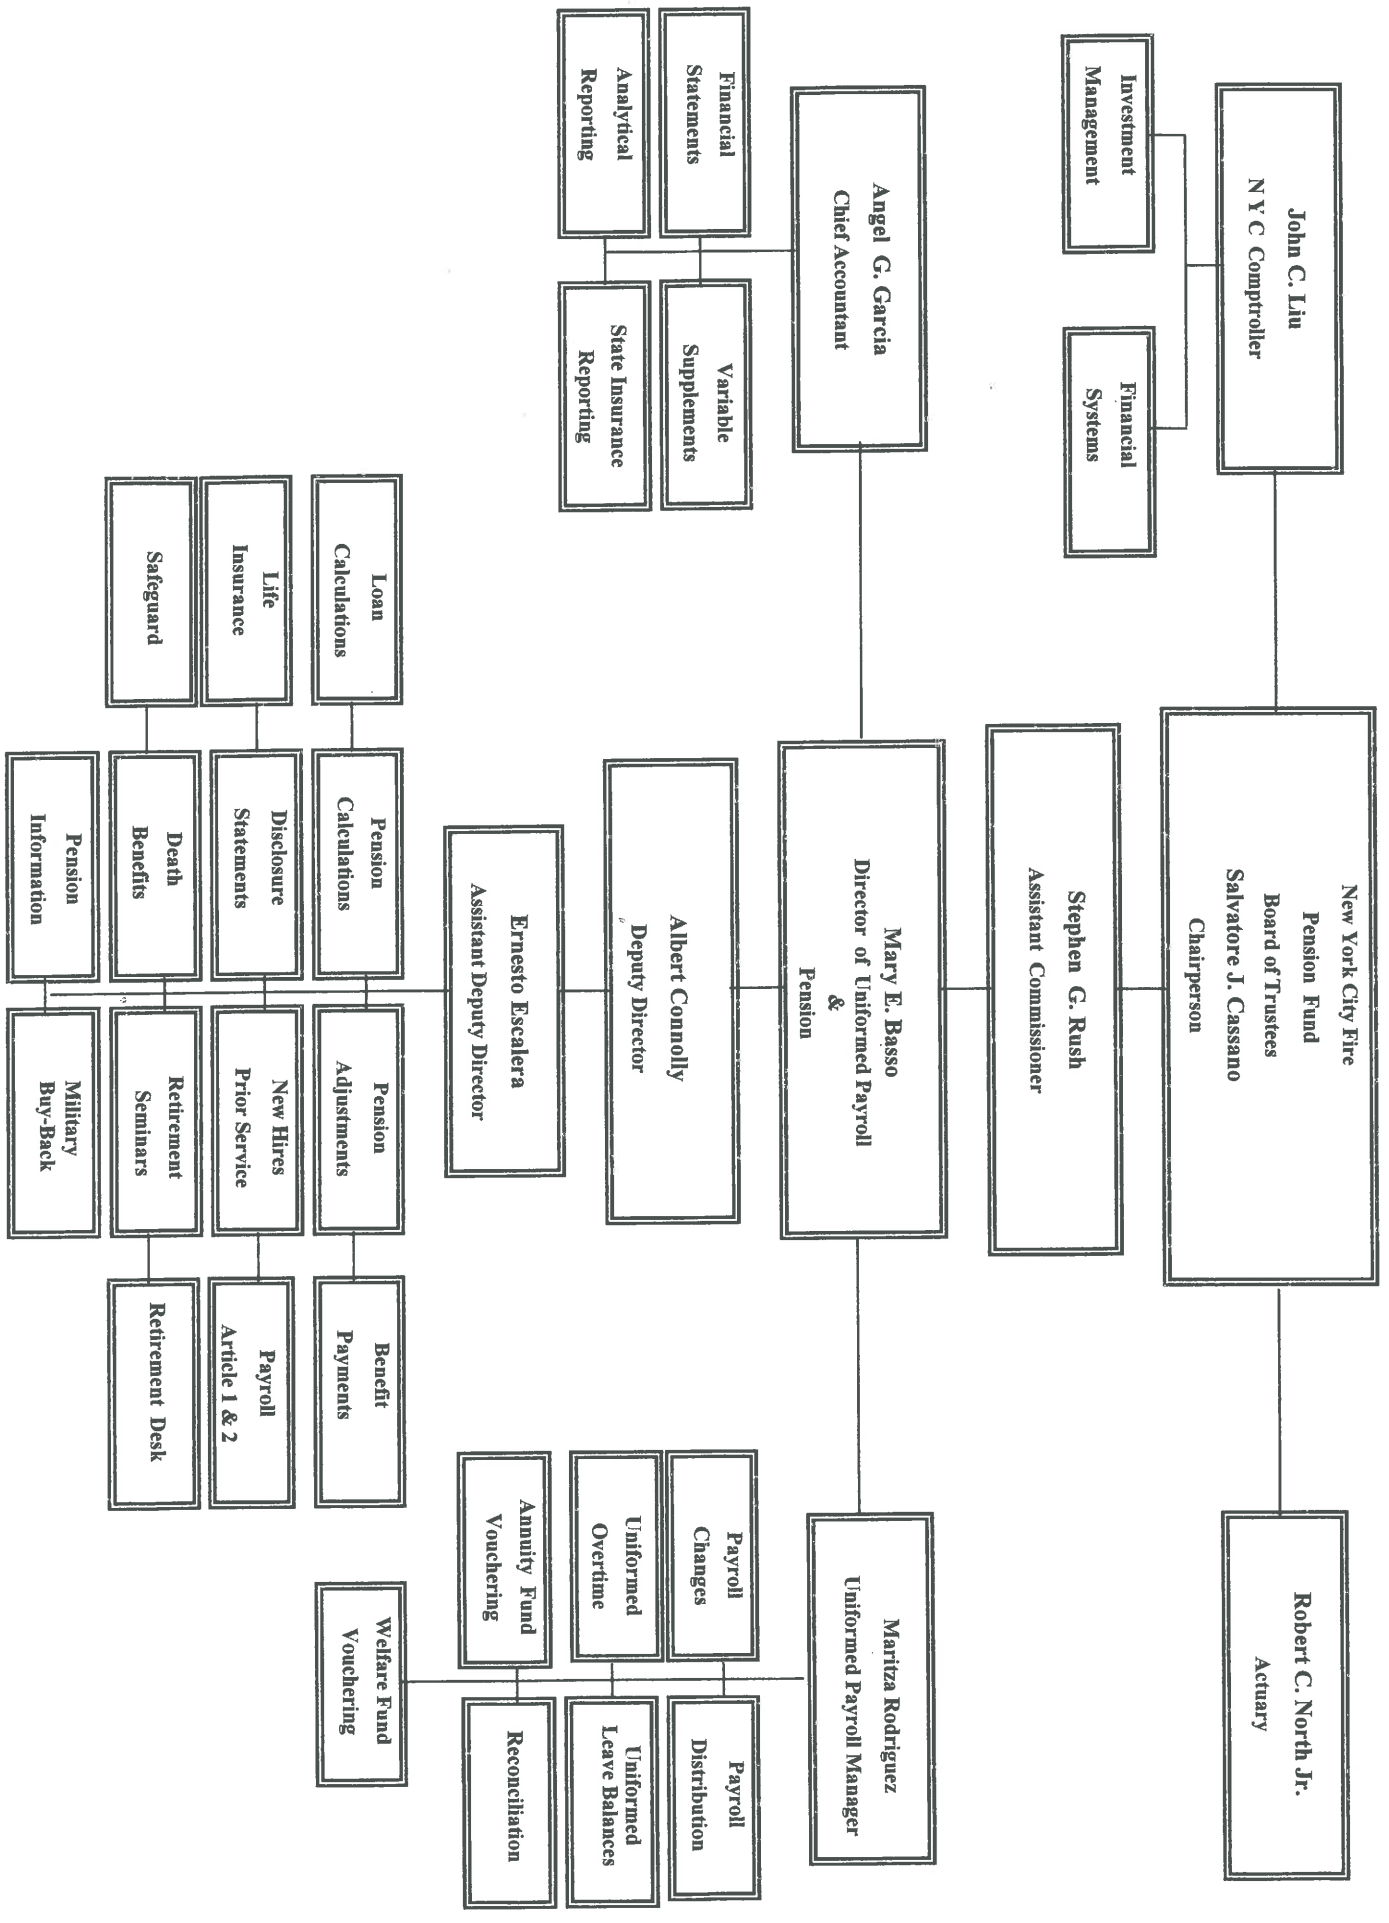 New York City Fire
Pension Fund
Board of Trustees
Salvatore J. Cassano
Chairperson
John C. Liu
N Y C Comptroller
Robert C. North Jr.
Actuary
Investment
Management
Financial
Systems
Stephen G. Rush
Assistant Commissioner
Mary E. Basso
Director of Uniformed Payroll
&
Pension
Angel G. Garcia
Chief Accountant
Maritza Rodriguez
Uniformed Payroll Manager
Financial
Statements
Variable
Supplements
Analytical
Reporting
State Insurance
Reporting
Albert Connolly
Deputy Director
Payroll
Changes
Payroll
Distribution
Uniformed
Overtime
Uniformed
Leave Balances
Annuity Fund
Vouchering
Reconciliation
Welfare Fund
Vouchering
Ernesto Escalera
Assistant Deputy Director
Loan
Calculations
Pension
Calculations
Pension
Adjustments
Benefit
Payments
Life
Insurance
Disclosure
Statements
New Hires
Prior Service
Payroll
Article 1 & 2
Safeguard
Death
Benefits
Retirement
Seminars
Retirement Desk
Pension
Information
Military
Buy-Back